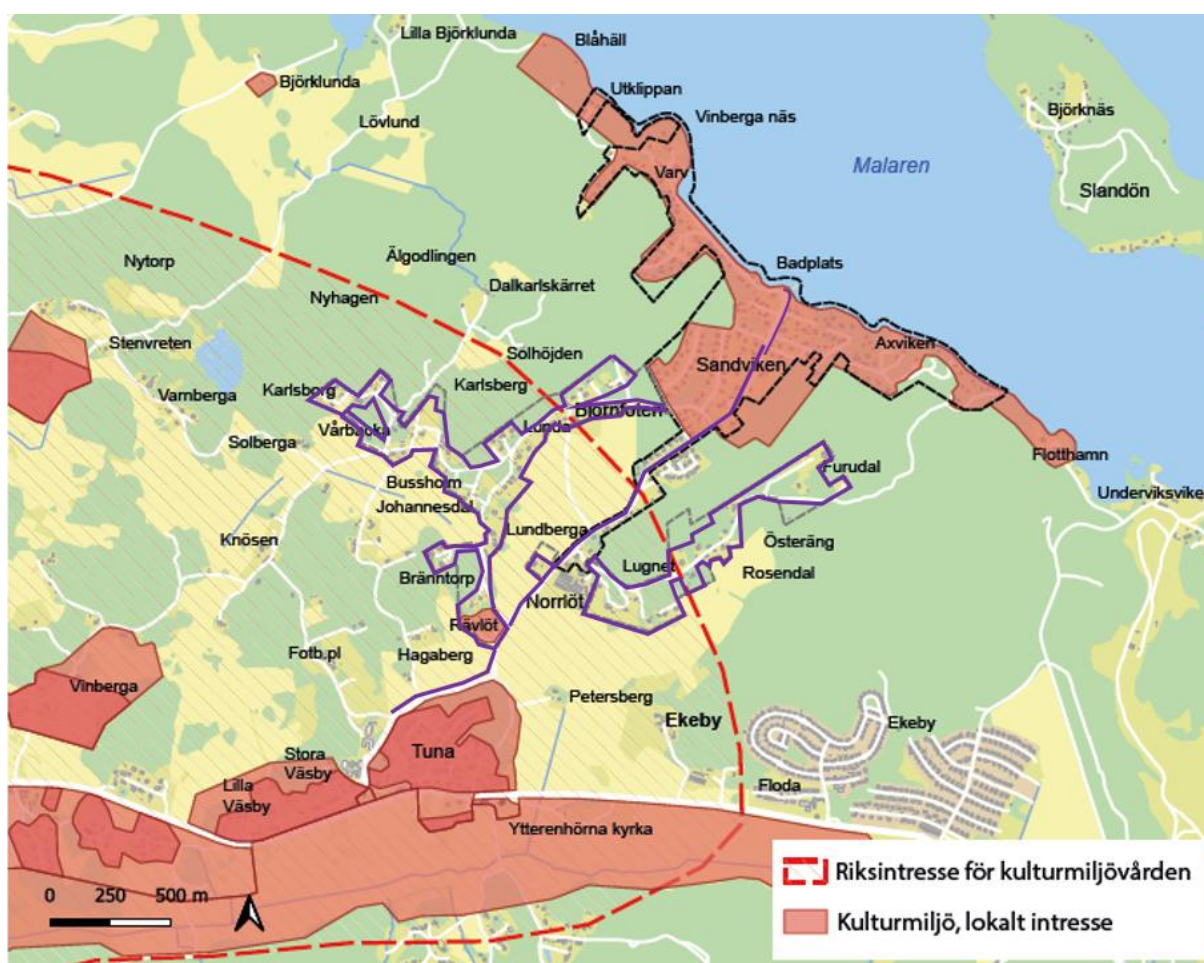 Lilla Björklunda
Blåhäll
Björklunda
Utklippan
Björknäs
Lövlund
Vinberga näs
Varv
Malaren
Slandön
Nytorp
Älgodlingen
Badplats
Nyhagen
Dalkarlskärret
Stenvreten
Solhöjden
Axviken
Karlsborg
Karlsberg
Sandviken
Varnberga
Björnfoten
Vårbacka
Lunda
Solberga
Flotthamn
Bussholm
Furudal
Underviksvike
Johannesdal
Lundberga
Knösen
Österäng
Lugnet
Bränntorp
Rosendal
Norrlöt
Rävlöt
Fotb.pl
Hagaberg
Vinberga
Petersberg
Ekeby
Ekeby
Stora
Väsby
Tuna
Lilla
Väsby
Floda
Ytterenhörna kyrka
0 250 500 m
Riksintresse för kulturmiljövården
Kulturmiljö, lokalt intresse